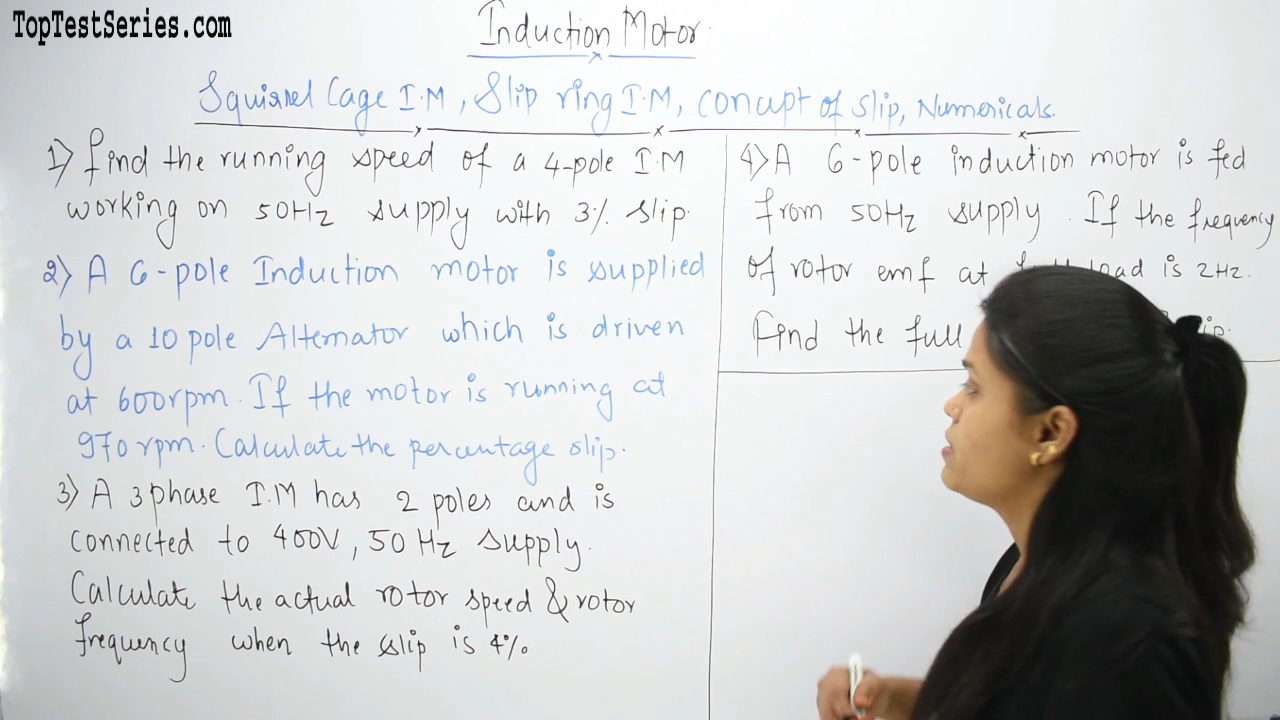 TopTestSeries.com
Induction Motor
Squirrel Cage I.M, Slip ring I.M, concept of slip, Numericals.
1) find the running speed of a 4-pole I.M
working on 50Hz supply with 3% slip.
2) A 6-pole Induction motor is supplied
by a 10 pole Alternator which is driven
at 600rpm. If the motor is running at
970 rpm. Calculate the percentage slip.
3) A 3 phase I.M has 2 poles and is
connected to 400V, 50 Hz supply.
Calculate the actual rotor speed & rotor
frequency when the slip is 4%
4) A 6-pole induction motor is fed
from 50Hz supply. If the frequency
of rotor emf at load is 2Hz.
Find the full